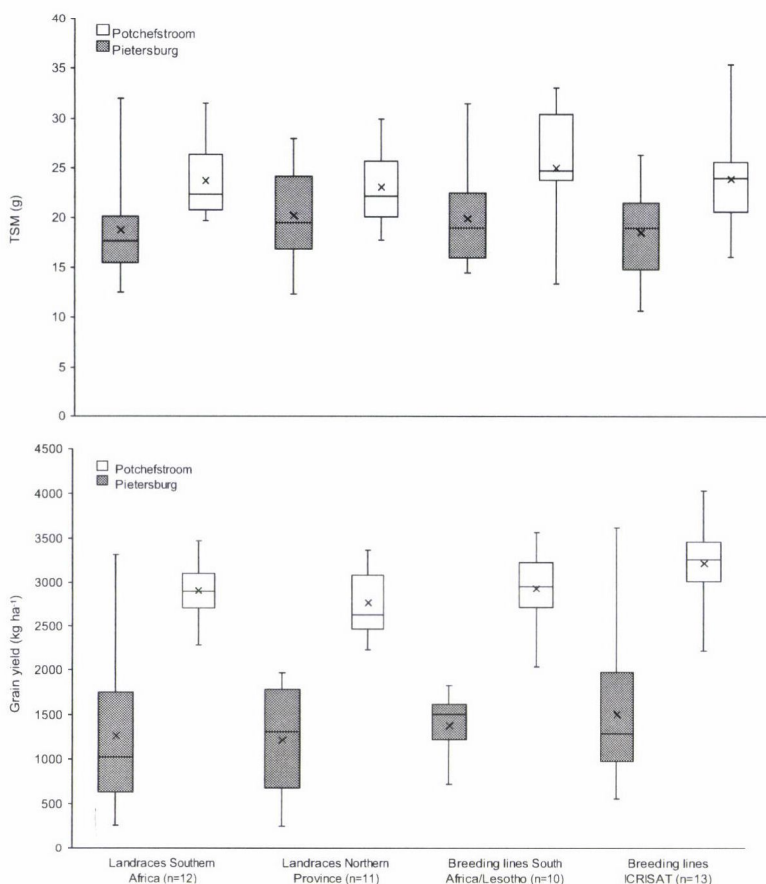 40
35
30
25
20
15
10
5
0
TSM (g)
Potchefstroom
Pietersburg
4500
4000
3500
3000
2500
2000
1500
1000
500
0
Grain yield (kg ha⁻¹)
Potchefstroom
Pietersburg
Landraces Southern
Africa (n=12)
Landraces Northern
Province (n=11)
Breeding lines South
Africa/Lesotho (n=10)
Breeding lines
ICRISAT (n=13)